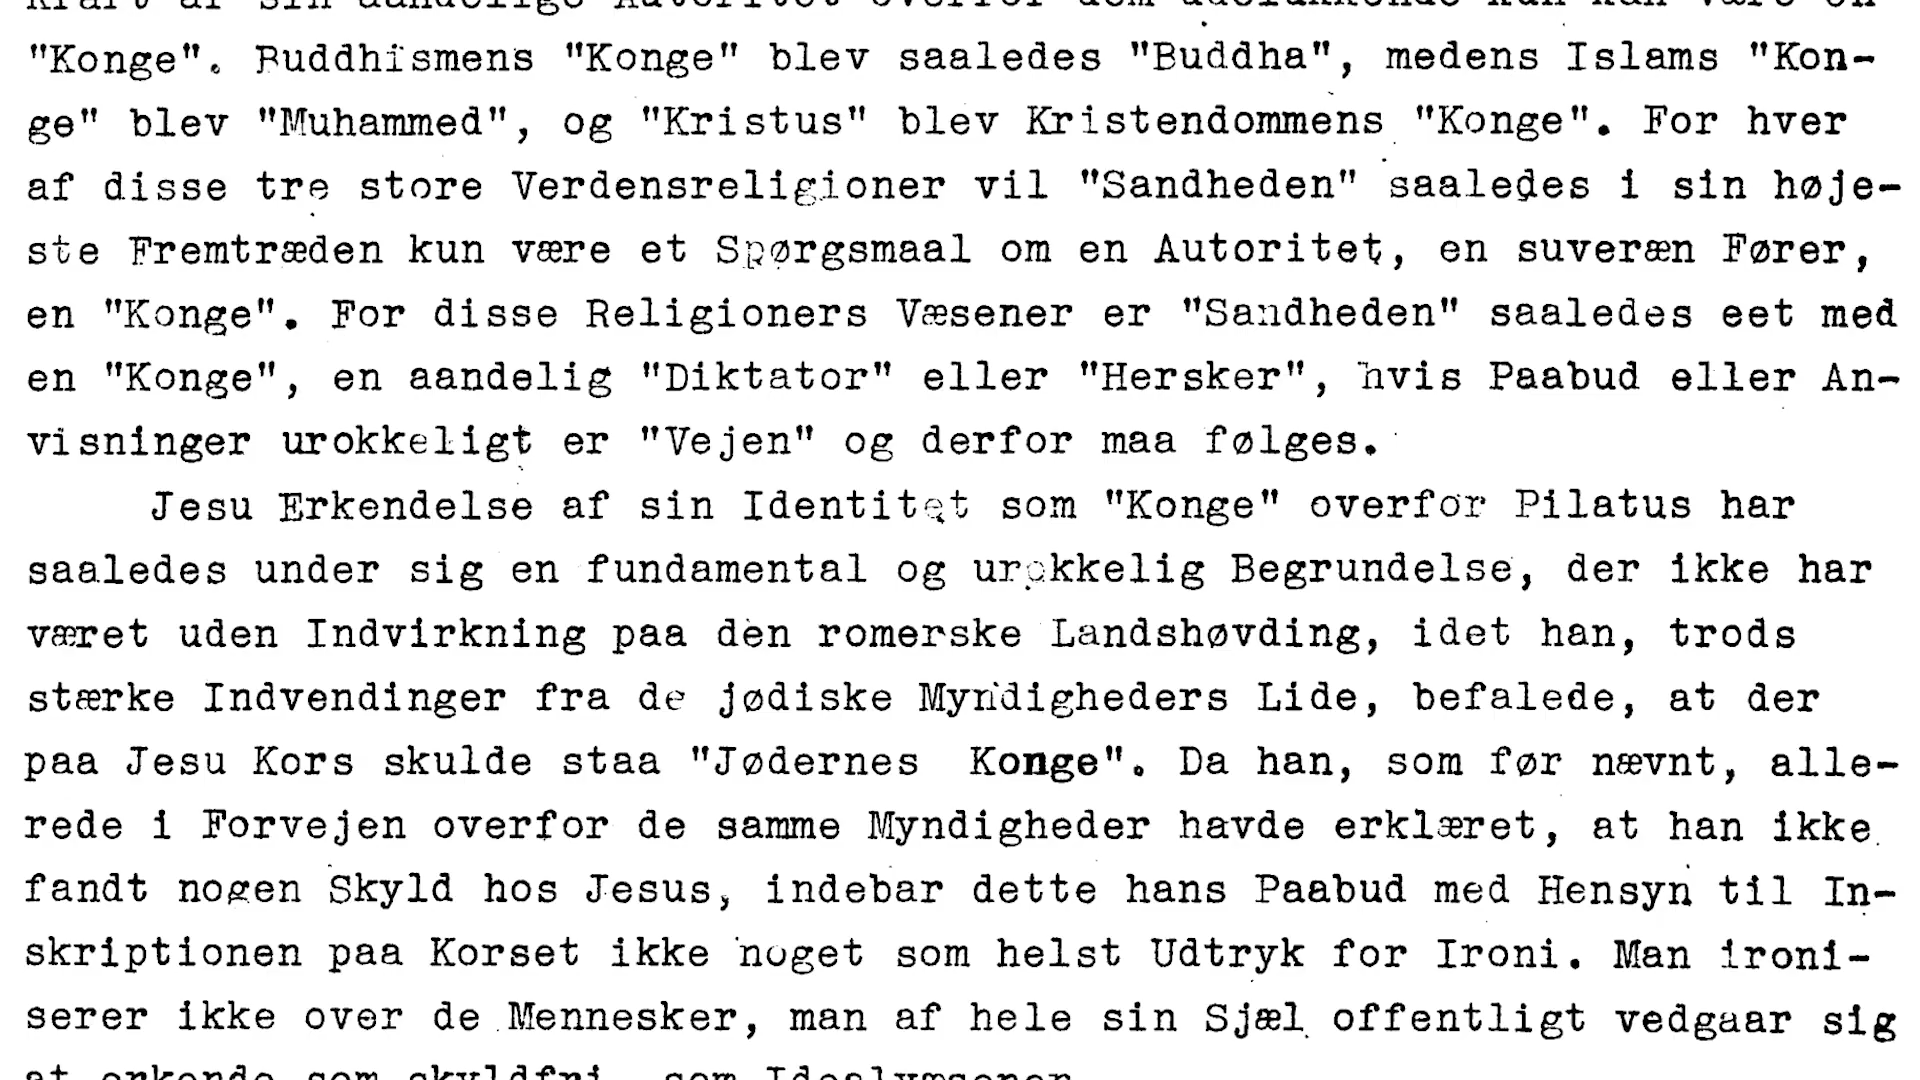 "Konge". Buddhismens "Konge" blev saaledes "Buddha", medens Islams "Kon-
ge" blev "Muhammed", og "Kristus" blev Kristendommens "Konge". For hver
af disse tre store Verdensreligioner vil "Sandheden" saaledes i sin høje-
ste Fremtræden kun være et Spørgsmaal om en Autoritet, en suveræn Fører,
en "Konge". For disse Religioners Væsener er "Sandheden" saaledes eet med
en "Konge", en aandelig "Diktator" eller "Hersker", hvis Paabud eller An-
visninger urokkeligt er "Vejen" og derfor maa følges.
Jesu Erkendelse af sin Identitet som "Konge" overfor Pilatus har
saaledes under sig en fundamental og urokkelig Begrundelse, der ikke har
været uden Indvirkning paa den romerske Landshøvding, idet han, trods
stærke Indvendinger fra de jødiske Myndigheders Lide, befalede, at der
paa Jesu Kors skulde staa "Jødernes Konge". Da han, som før nævnt, alle-
rede i Forvejen overfor de samme Myndigheder havde erklæret, at han ikke
fandt nogen Skyld hos Jesus, indebar dette hans Paabud med Hensyn til In-
skriptionen paa Korset ikke noget som helst Udtryk for Ironi. Man ironi-
serer ikke over de Mennesker, man af hele sin Sjæl offentligt vedgaar sig